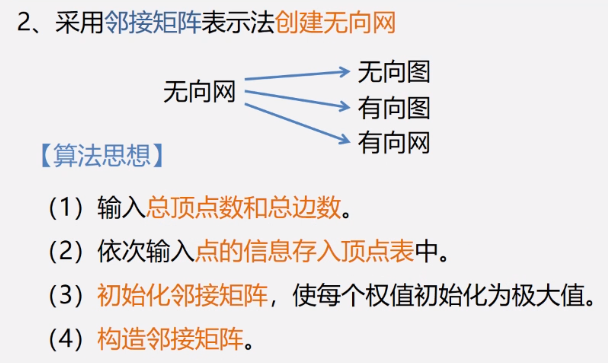 2、采用邻接矩阵表示法创建无向网
无向图
无向网
有向图
有向网
【算法思想】
（1）输入总顶点数和总边数。
（2）依次输入点的信息存入顶点表中。
（3）初始化邻接矩阵，使每个权值初始化为极大值。
（4）构造邻接矩阵。